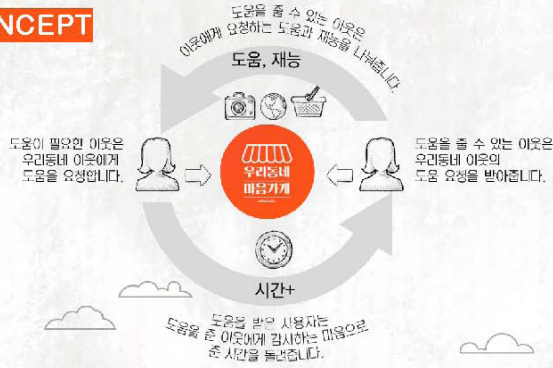 NCEPT
도움을 줄 수 있는 이웃은
이웃에게 요청하는 도움과 재능을 나눠줍니다.
도움, 재능
도움이 필요한 이웃은
우리동네 이웃에게
도움을 요청합니다.
우리동네
마음가게
도움을 줄 수 있는 이웃은
우리동네 이웃의
도움 요청을 받아줍니다.
시간+
도움을 받은 사용자는
도움을 준 이웃에게 감사하는 마음으로
준 시간을 돌려줍니다.